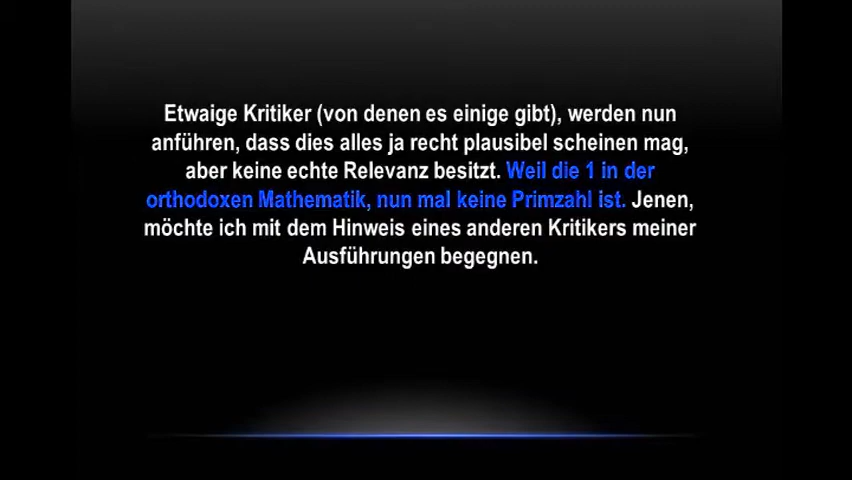 Etwaige Kritiker (von denen es einige gibt), werden nun
anführen, dass dies alles ja recht plausibel scheinen mag,
aber keine echte Relevanz besitzt. Weil die 1 in der
orthodoxen Mathematik, nun mal keine Primzahl ist. Jenen,
möchte ich mit dem Hinweis eines anderen Kritikers meiner
Ausführungen begegnen.